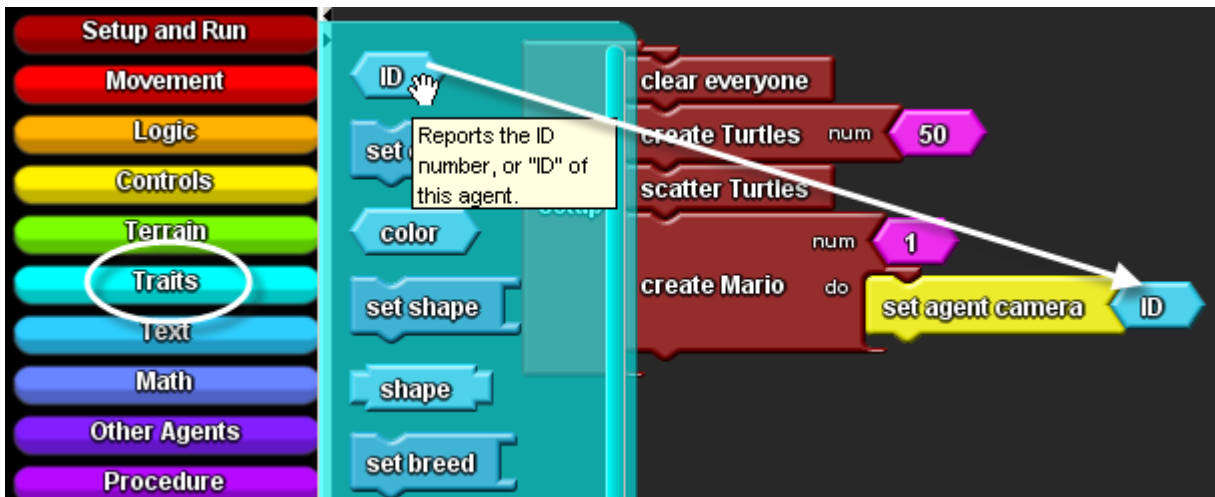 Setup and Run
Movement
Logic
Controls
Terrain
Traits
Text
Math
Other Agents
Procedure
ID
set
Reports the ID
number, or "ID" of
this agent.
color
set shape
shape
set breed
setup
clear everyone
create Turtles num 50
scatter Turtles
num 1
create Mario do
set agent camera ID